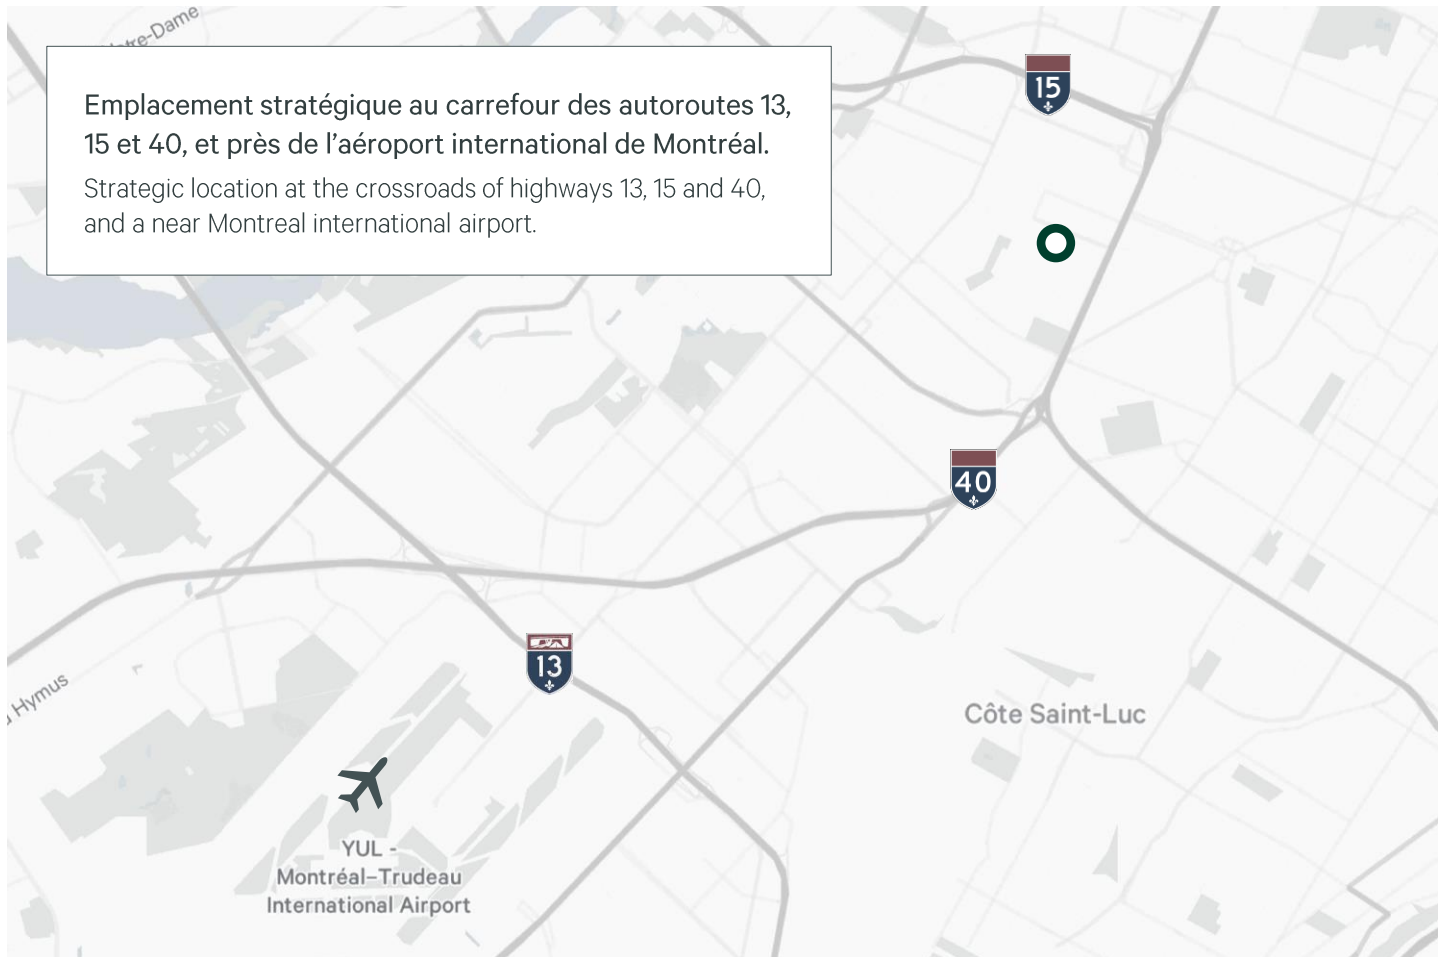 Emplacement stratégique au carrefour des autoroutes 13,
15 et 40, et près de l’aéroport international de Montréal.
Strategic location at the crossroads of highways 13, 15 and 40,
and a near Montreal international airport.
15
40
13
Hymus
Côte Saint-Luc
YUL -
Montréal–Trudeau
International Airport